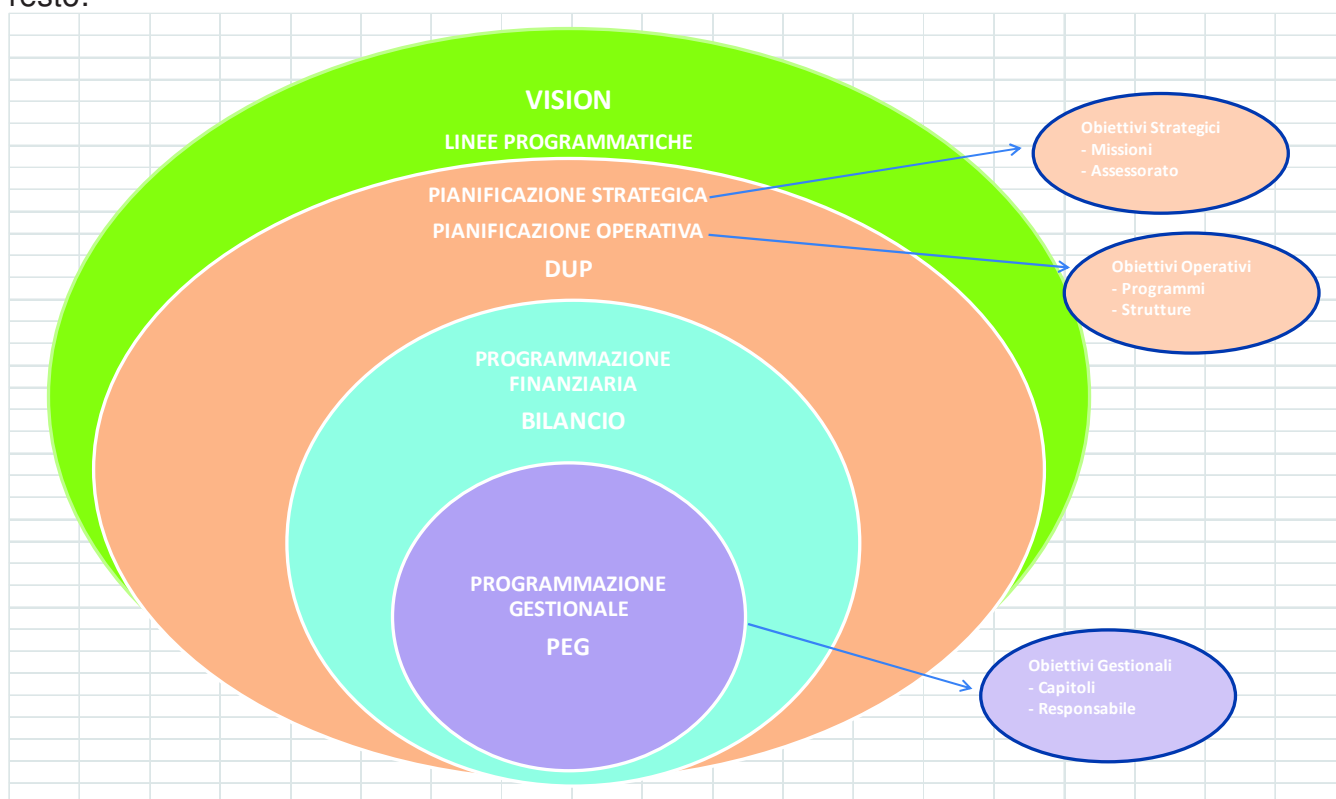 resto.
VISION
LINEE PROGRAMMATICHE
PIANIFICAZIONE STRATEGICA
PIANIFICAZIONE OPERATIVA
DUP
PROGRAMMAZIONE
FINANZIARIA
BILANCIO
PROGRAMMAZIONE
GESTIONALE
PEG
Obiettivi Strategici
- Missioni
- Assessorato
Obiettivi Operativi
- Programmi
- Strutture
Obiettivi Gestionali
- Capitoli
- Responsabile